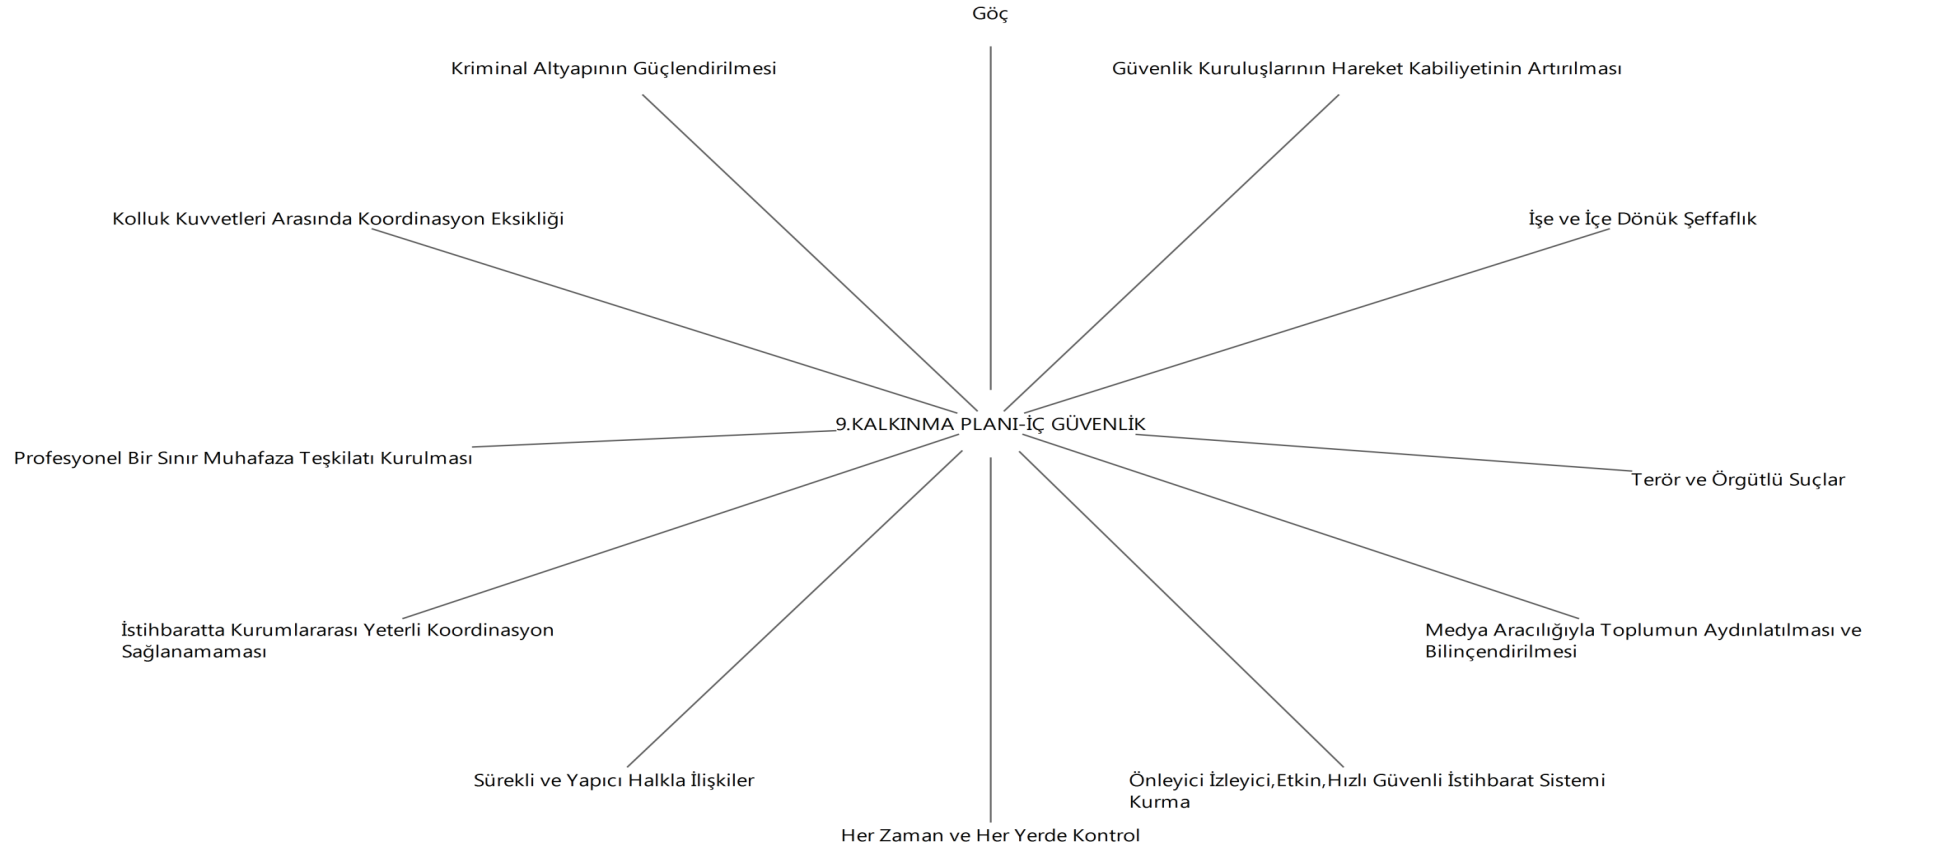 Göç
Kriminal Altyapının Güçlendirilmesi
Güvenlik Kuruluşlarının Hareket Kabiliyetinin Artırılması
Kolluk Kuvvetleri Arasında Koordinasyon Eksikliği
İşe ve İçe Dönük Şeffaflık
9.KALKINMA PLANI-İÇ GÜVENLİK
Profesyonel Bir Sınır Muhafaza Teşkilatı Kurulması
Terör ve Örgütlü Suçlar
İstihbaratta Kurumlararası Yeterli Koordinasyon
Sağlanamaması
Medya Aracılığıyla Toplumun Aydınlatılması ve
Bilinçendirilmesi
Sürekli ve Yapıcı Halkla İlişkiler
Önleyici İzleyici,Etkin,Hızlı Güvenli İstihbarat Sistemi
Kurma
Her Zaman ve Her Yerde Kontrol